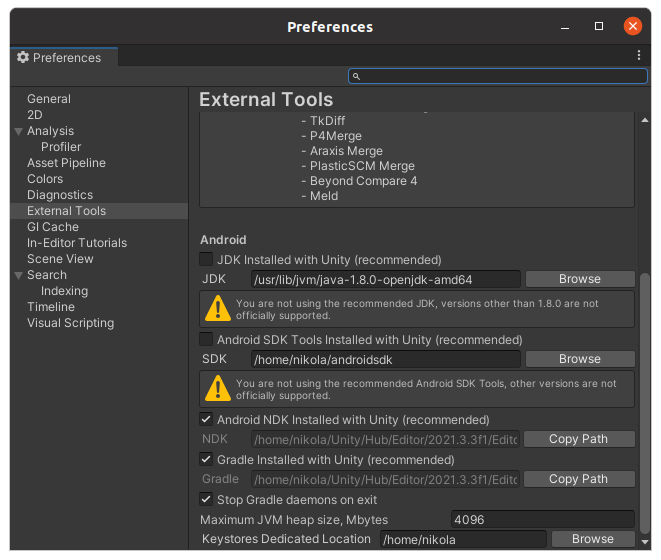 Preferences
Preferences
General
2D
Analysis
Profiler
Asset Pipeline
Colors
Diagnostics
External Tools
GI Cache
In-Editor Tutorials
Scene View
Search
Indexing
Timeline
Visual Scripting
External Tools
- TkDiff
- P4Merge
- Araxis Merge
- PlasticSCM Merge
- Beyond Compare 4
- Meld
Android
JDK Installed with Unity (recommended)
JDK /usr/lib/jvm/java-1.8.0-openjdk-amd64 Browse
You are not using the recommended JDK, versions other than 1.8.0 are not
officially supported.
Android SDK Tools Installed with Unity (recommended)
SDK /home/nikola/androidsdk Browse
You are not using the recommended Android SDK Tools, other versions are not
officially supported.
Android NDK Installed with Unity (recommended)
NDK /home/nikola/Unity/Hub/Editor/2021.3.3f1/Edito Copy Path
Gradle Installed with Unity (recommended)
Gradle /home/nikola/Unity/Hub/Editor/2021.3.3f1/Edito Copy Path
Stop Gradle daemons on exit
Maximum JVM heap size, Mbytes 4096
Keystores Dedicated Location /home/nikola Browse